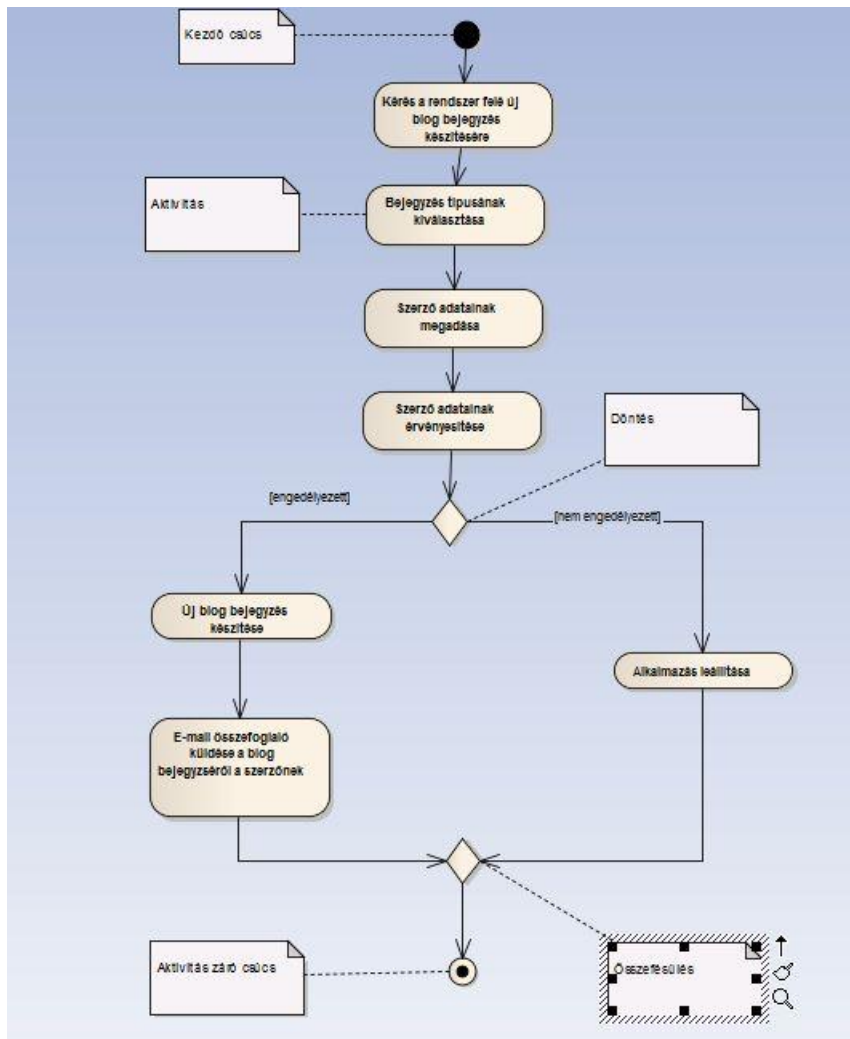 Kezdő csúcs
Kérés a rendszer felé új
blog bejegyzés
készítésére
Aktivitás
Bejegyzés típusának
kiválasztása
Szerző adatainak
megadása
Szerző adatainak
érvényesítése
Döntés
[engedélyezett]
[nem engedélyezett]
Új blog bejegyzés
készítése
Alkalmazás leállítása
E-mail összefoglaló
küldése a blog
bejegyzséről a szerzőnek
Aktivitás záró csúcs
Összefésülés